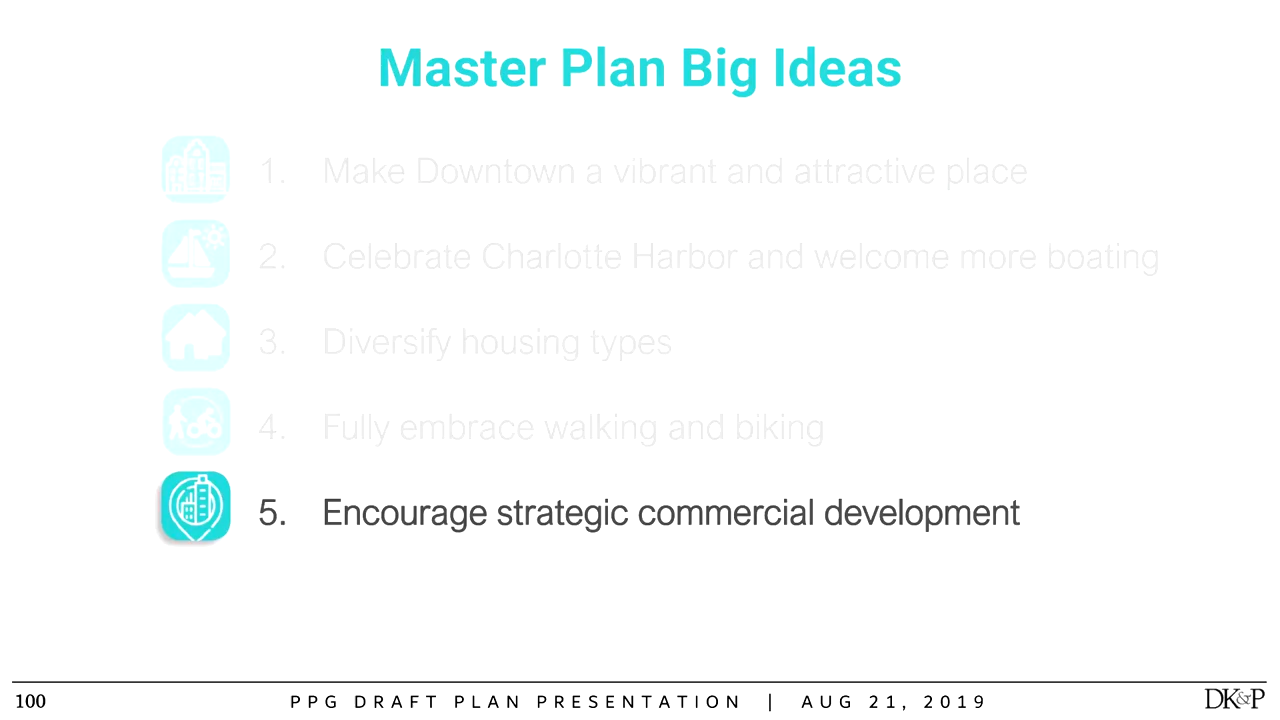 Master Plan Big Ideas
1. Make Downtown a vibrant and attractive place
2. Celebrate Charlotte Harbor and welcome more boating
3. Diversify housing types
4. Fully embrace walking and biking
5. Encourage strategic commercial development
100 PPG DRAFT PLAN PRESENTATION | AUG 21, 2019 DK&P